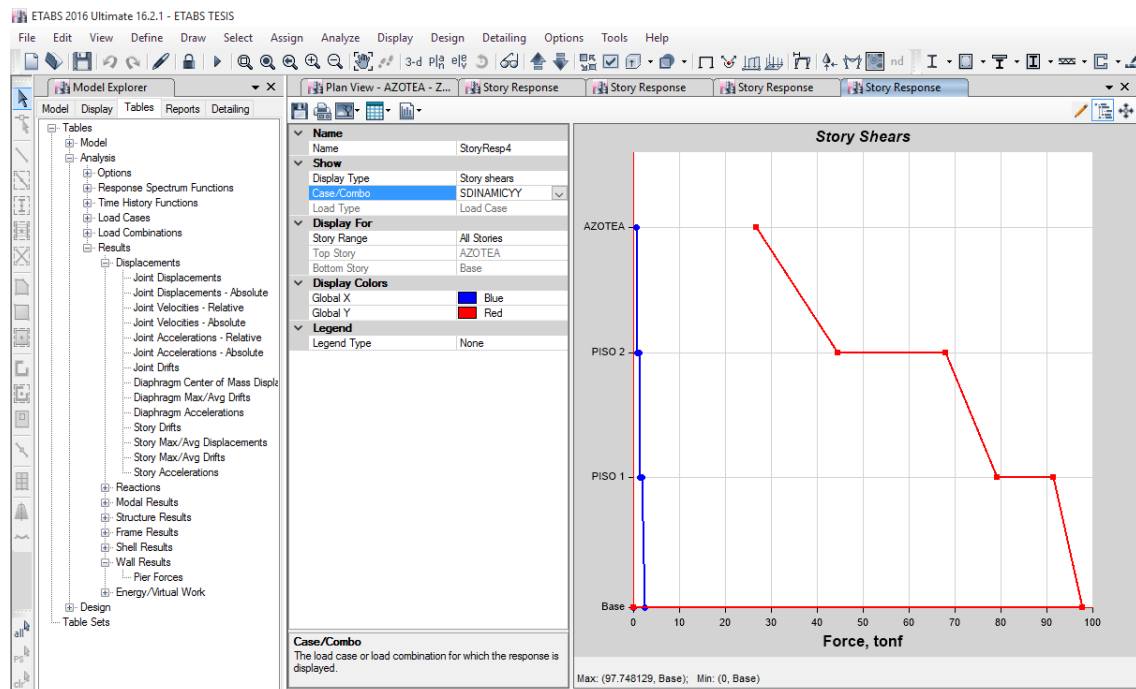 ETABS 2016 Ultimate 16.2.1 - ETABS TESIS
File Edit View Define Draw Select Assign Analyze Display Design Detailing Options Tools Help
3-d
nd
Model Explorer
Plan View - AZOTEA - Z... Story Response Story Response Story Response Story Response
Model Display Tables Reports Detailing
Tables
Model
Analysis
Options
Response Spectrum Functions
Time History Functions
Load Cases
Load Combinations
Results
Displacements
Joint Displacements
Joint Displacements - Absolute
Joint Velocities - Relative
Joint Velocities - Absolute
Joint Accelerations - Relative
Joint Accelerations - Absolute
Joint Drifts
Diaphragm Center of Mass Displa
Diaphragm Max/Avg Drifts
Diaphragm Accelerations
Story Drifts
Story Max/Avg Displacements
Story Max/Avg Drifts
Story Accelerations
Reactions
Modal Results
Structure Results
Frame Results
Shell Results
Wall Results
Pier Forces
Energy/Virtual Work
Design
Table Sets
all
PS
clr
Name
Name StoryResp4
Show
Display Type Story shears
Case/Combo SDINAMICYY
Load Type Load Case
Display For
Story Range All Stories
Top Story AZOTEA
Bottom Story Base
Display Colors
Global X Blue
Global Y Red
Legend
Legend Type None
Case/Combo
The load case or load combination for which the response is
displayed.
Story Shears
AZOTEA
PISO 2
PISO 1
Base
0 10 20 30 40 50 60 70 80 90 100
Force, tonf
Max: (97.748129, Base); Min: (0, Base)